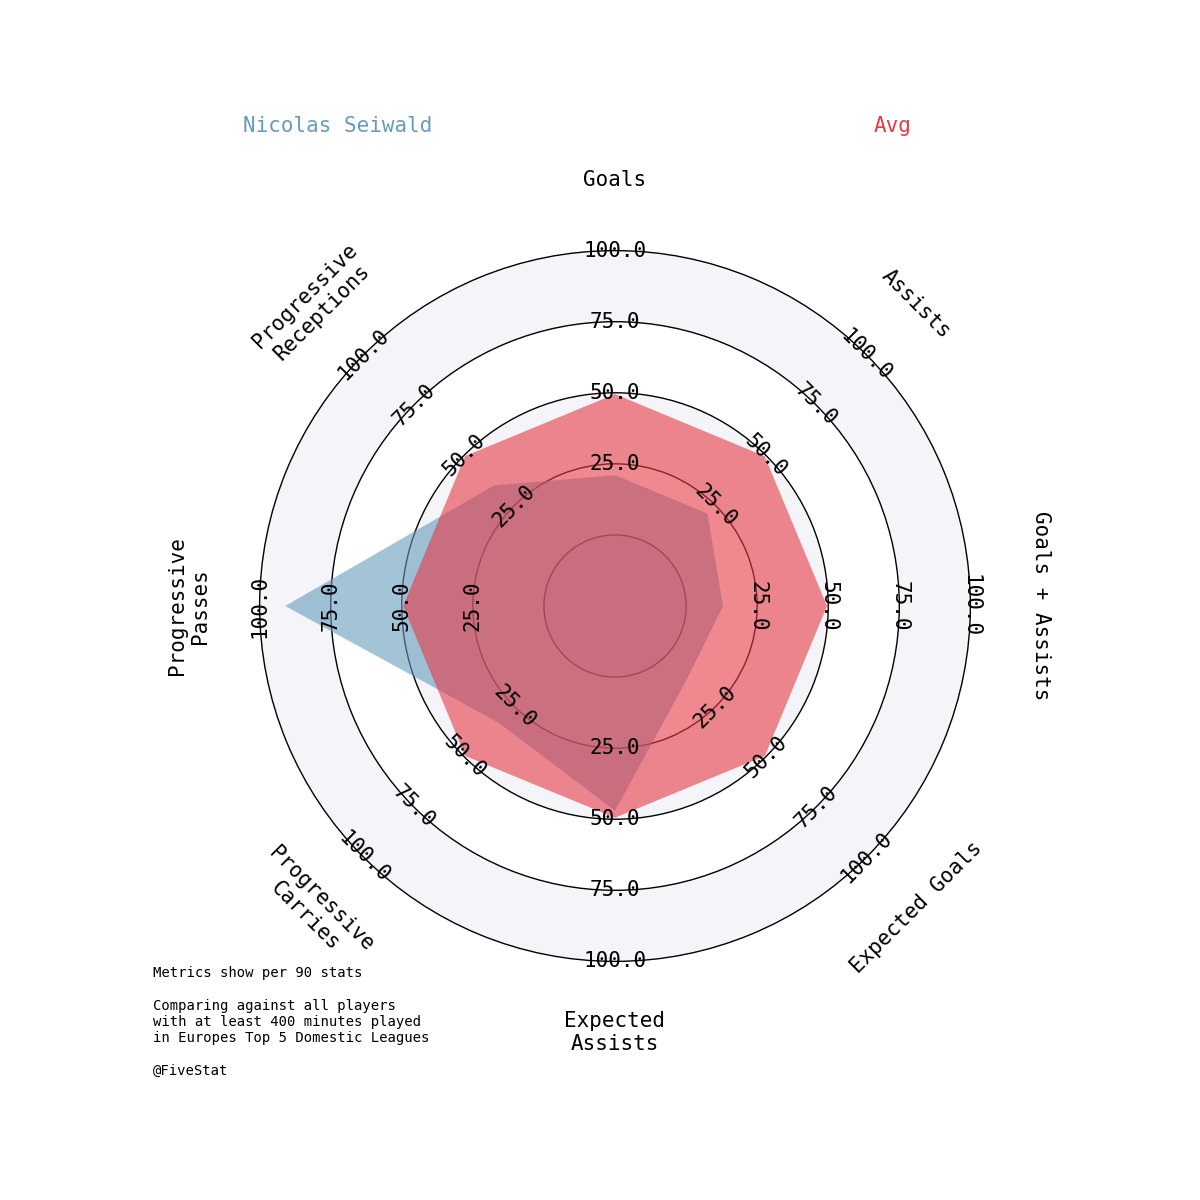 Nicolas Seiwald
Avg
Goals
Progressive
Receptions
Assists
100.0
75.0
50.0
25.0
100.0
75.0
50.0
25.0
100.0
75.0
50.0
25.0
Progressive
Passes
100.0
75.0
50.0
25.0
25.0
50.0
75.0
100.0
Goals + Assists
25.0
50.0
75.0
100.0
25.0
50.0
75.0
100.0
25.0
50.0
75.0
100.0
Progressive
Carries
Expected Goals
Expected
Assists
Metrics show per 90 stats
Comparing against all players
with at least 400 minutes played
in Europes Top 5 Domestic Leagues
@FiveStat